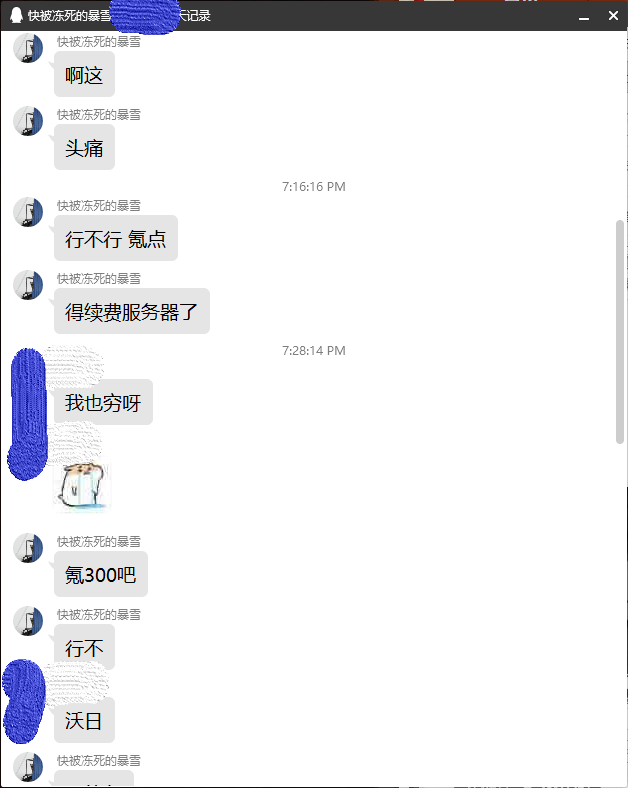 快被冻死的暴雪
天记录
快被冻死的暴雪
啊这
快被冻死的暴雪
头痛
7:16:16 PM
快被冻死的暴雪
行不行 氪点
快被冻死的暴雪
得续费服务器了
7:28:14 PM
我也穷呀
快被冻死的暴雪
氪300吧
快被冻死的暴雪
行不
沃日
快被冻死的暴雪